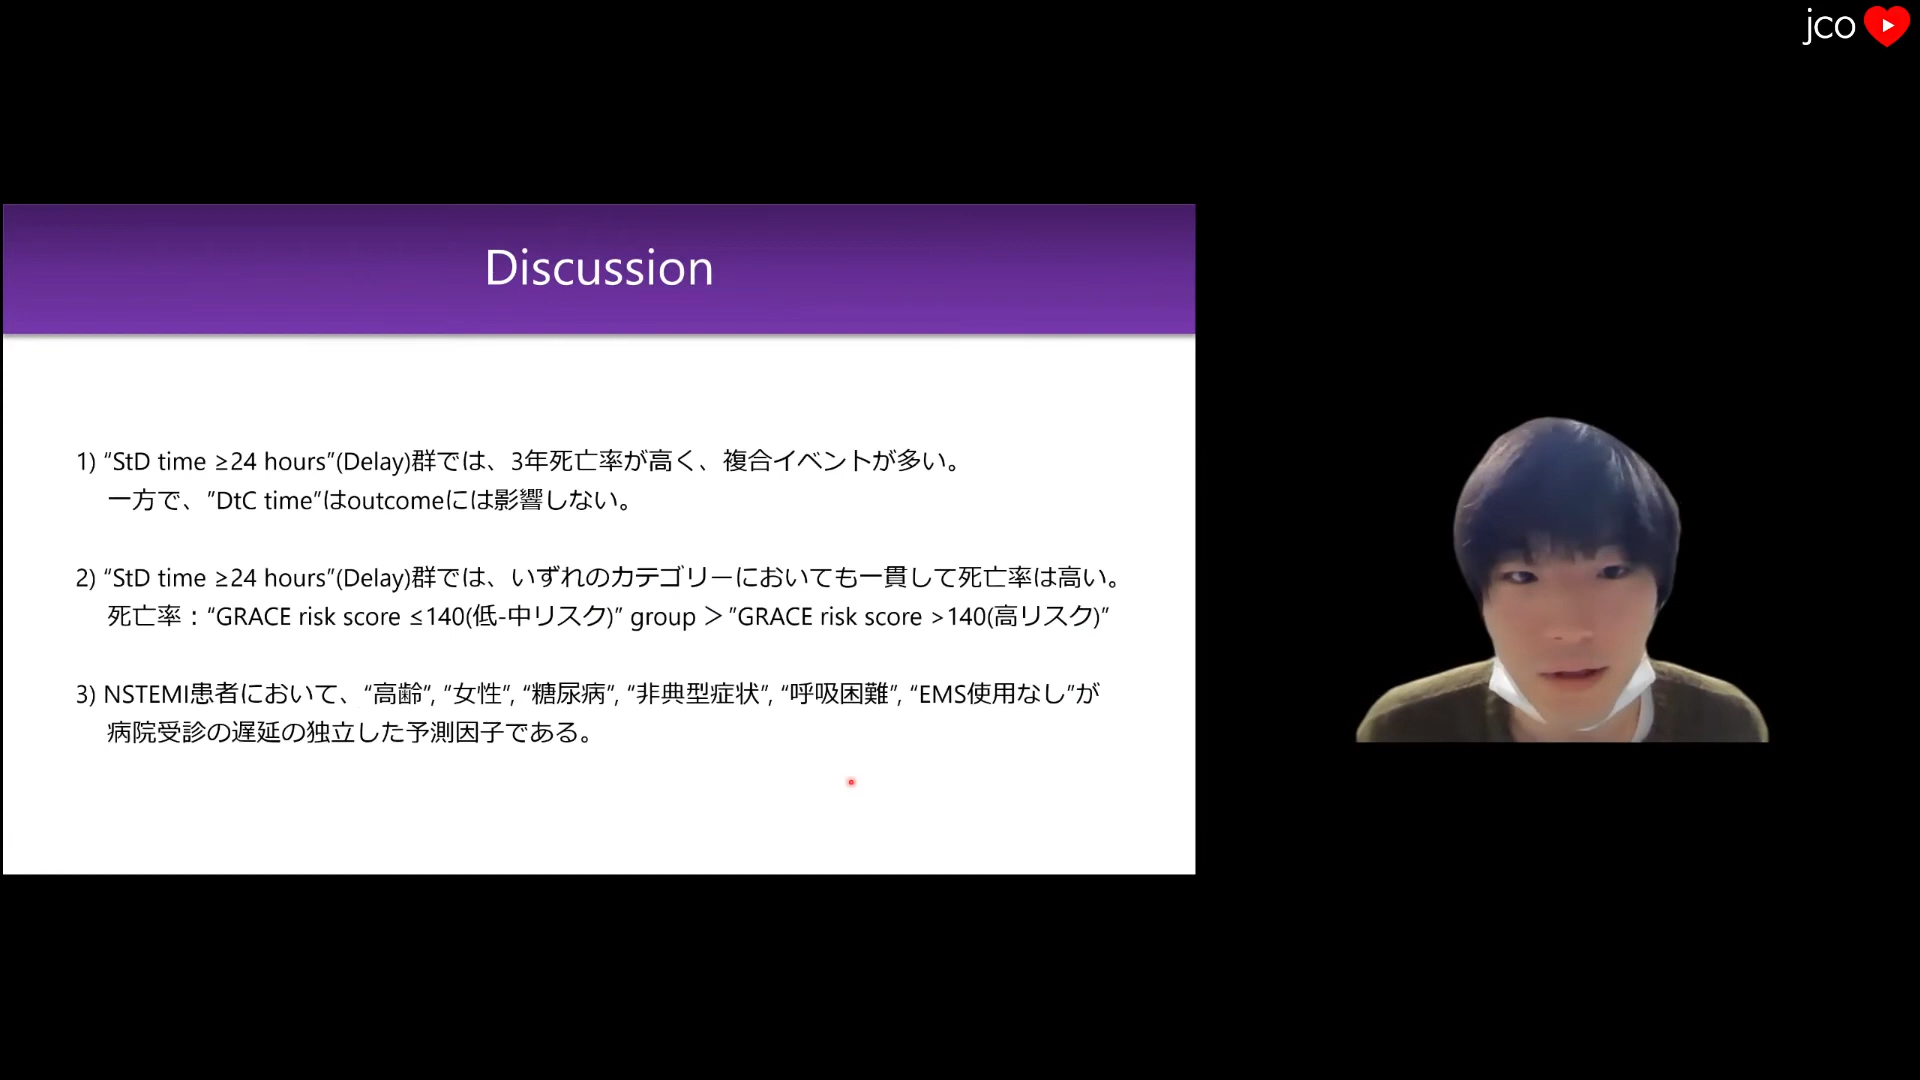 jco
Discussion
1) “StD time ≥24 hours”(Delay)群では、3年死亡率が高く、複合イベントが多い。
一方で、”DtC time”はoutcomeには影響しない。
2) “StD time ≥24 hours”(Delay)群では、いずれのカテゴリーにおいても一貫して死亡率は高い。
死亡率：“GRACE risk score ≤140(低-中リスク)” group ＞”GRACE risk score >140(高リスク)”
3) NSTEMI患者において、“高齢”, “女性”, “糖尿病”, “非典型症状”, “呼吸困難”, “EMS使用なし”が
病院受診の遅延の独立した予測因子である。